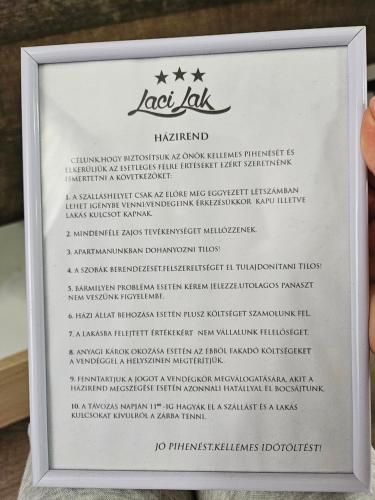 Laci Lak
HÁZIREND
CÉLUNK,HOGY BIZTOSÍTSUK AZ ÖNÖK KELLEMES PIHENÉSÉT ÉS
ELKERÜLJÜK AZ ESETLEGES FÉLRE ÉRTÉSEKET EZÉRT SZERETNÉNK
ISMERTETNI A KÖVETKEZŐKET:
1. A SZÁLLÁSHELYET CSAK AZ ELŐRE MEG EGYYEZETT LÉTSZÁMBAN
LEHET IGÉNYBE VENNI!VENDÉGEINK ÉRKEZÉSÜKKOR KAPU ILLETVE
LAKÁS KULCSOT KAPNAK.
2. MINDENFÉLE ZAJOS TEVÉKENYSÉGET MELLŐZZENEK.
3. APARTMANUNKBAN DOHÁNYOZNI TILOS!
4. A SZOBÁK BERENDEZÉSÉT,FELSZERELTSÉGÉT EL TULAJDONÍTANI TILOS!
5. BÁRMILYEN PROBLÉMA ESETÉN KÉREM JELEZZE,UTÓLAGOS PANASZT
NEM VESZÜNK FIGYELEMBE.
6. HÁZI ÁLLAT BEHOZÁSA ESETÉN PLUSZ KÖLTSÉGET SZÁMOLUNK FEL.
7. A LAKÁSBA FELEJTETT ÉRTÉKEKÉRT NEM VÁLLALUNK FELELŐSÉGET.
8. ANYAGI KÁROK OKOZÁSA ESETÉN AZ EBBŐL FAKADÓ KÖLTSÉGEKET
A VENDÉGGEL A HELYSZÍNEN MEGTÉRÍTJÜK.
9. FENNTARTJUK A JOGOT A VENDÉGKÖR MEGVÁLOGATÁSÁRA, AKIT A
HÁZIREND MEGSZEGÉSE ESETÉN AZONNALI HATÁLLYAL EL BOCSÁJTUNK.
10. A TÁVOZÁS NAPJÁN 11⁰⁰ -IG HAGYÁK EL A SZÁLLÁST ÉS A LAKÁS
KULCSOKAT KÍVÜLRŐL A ZÁRBA TENNI.
JÓ PIHENÉST,KELLEMES IDŐTÖLTÉST!